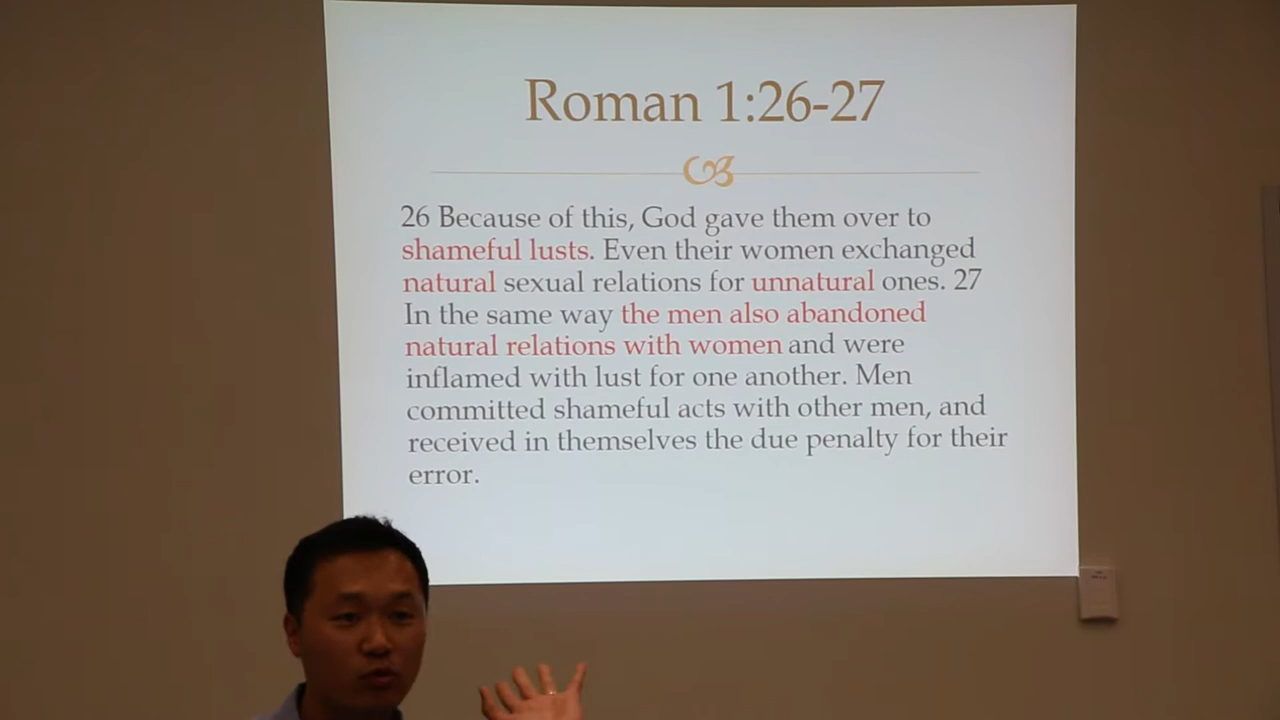 Roman 1:26-27
26 Because of this, God gave them over to
shameful lusts. Even their women exchanged
natural sexual relations for unnatural ones. 27
In the same way the men also abandoned
natural relations with women and were
inflamed with lust for one another. Men
committed shameful acts with other men, and
received in themselves the due penalty for their
error.